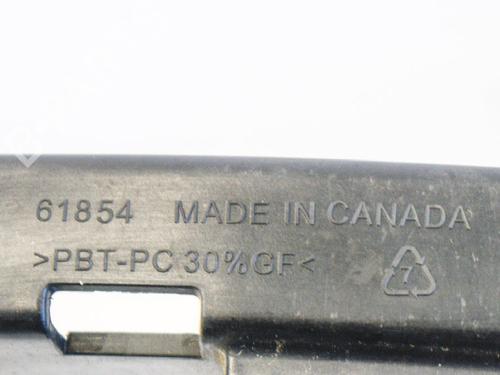 61854 MADE IN CANADA
>PBT-PC 30%GF<
7